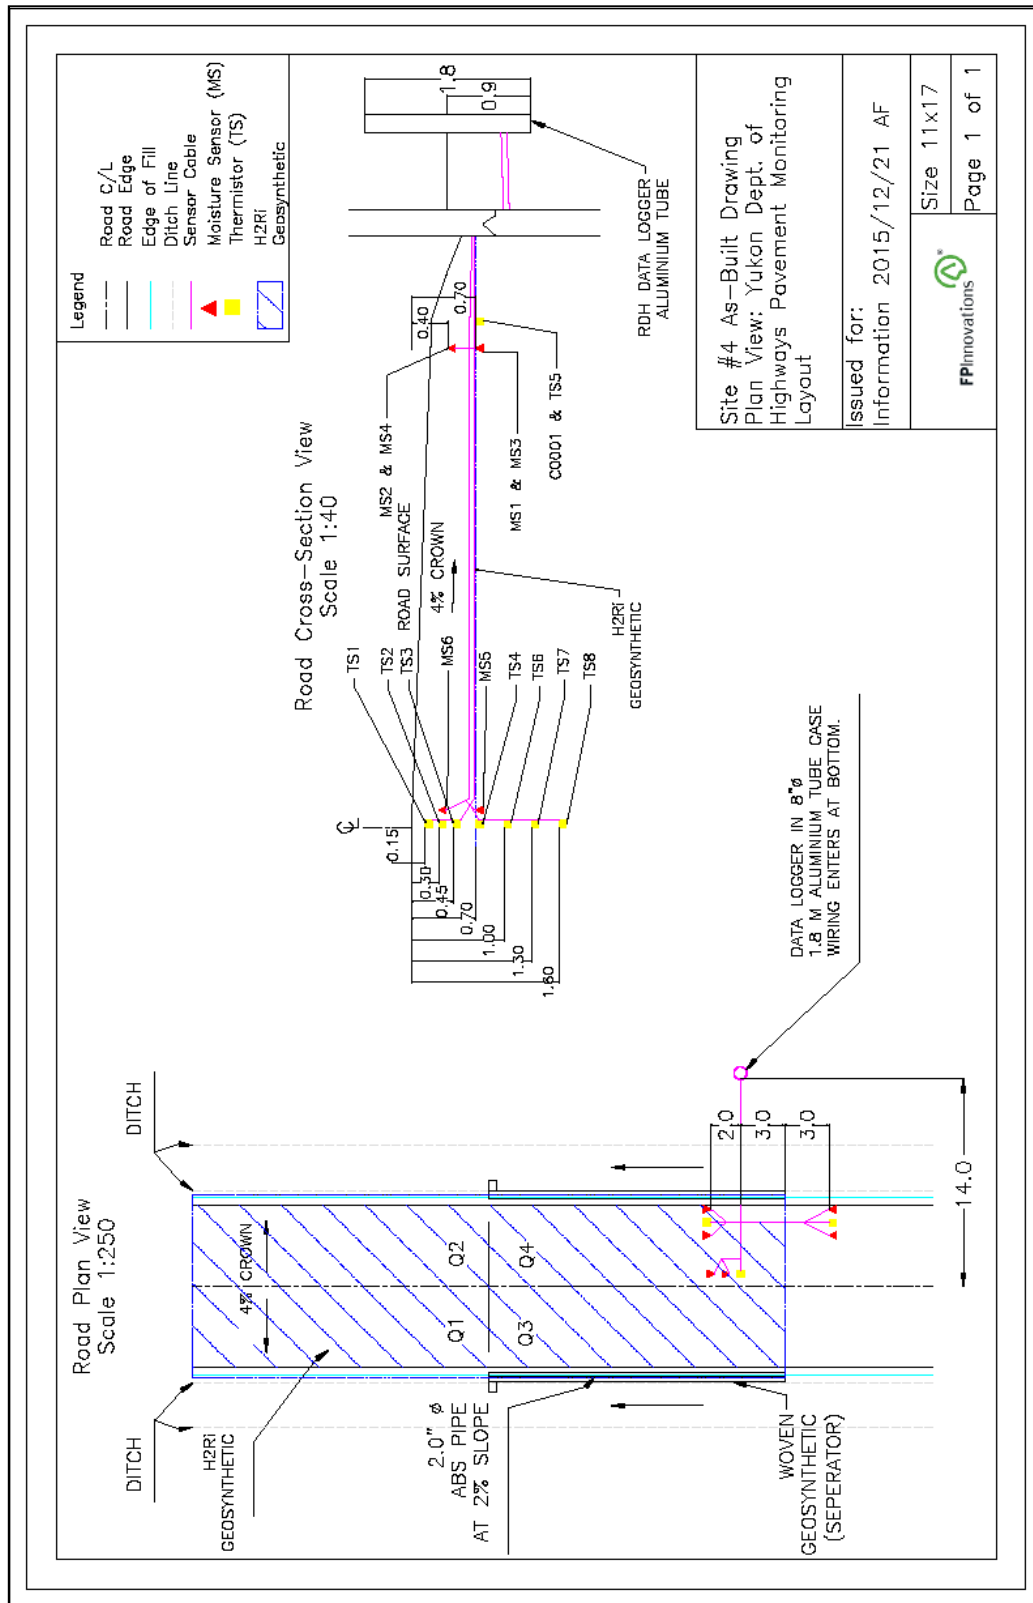 Road Plan View
Scale 1:250
DITCH
DITCH
4% CROWN
Q1
Q2
Q3
Q4
H2Ri
GEOSYNTHETIC
2.0" ø
ABS PIPE
AT 2% SLOPE
WOVEN
GEOSYNTHETIC
(SEPERATOR)
2.0
3.0
3.0
14.0
DATA LOGGER IN 8"ø
1.8 M ALUMINIUM TUBE CASE
WIRING ENTERS AT BOTTOM.
Road Cross-Section View
Scale 1:40
℄
0.15
0.30
0.45
0.70
1.00
1.30
1.60
TS1
TS2
TS3
MS6
ROAD SURFACE
4% CROWN
MS5
TS4
TS6
TS7
TS8
H2Ri
GEOSYNTHETIC
MS2 & MS4
0.40
0.70
MS1 & MS3
C0001 & TS5
1.8
0.9
RDH DATA LOGGER
ALUMINIUM TUBE
Legend
Road C/L
Road Edge
Edge of Fill
Ditch Line
Sensor Cable
Moisture Sensor (MS)
Thermistor (TS)
H2Ri
Geosynthetic
Site #4 As-Built Drawing
Plan View: Yukon Dept. of
Highways Pavement Monitoring
Layout
Issued for:
Information 2015/12/21 AF
FPInnovations
Size 11x17
Page 1 of 1